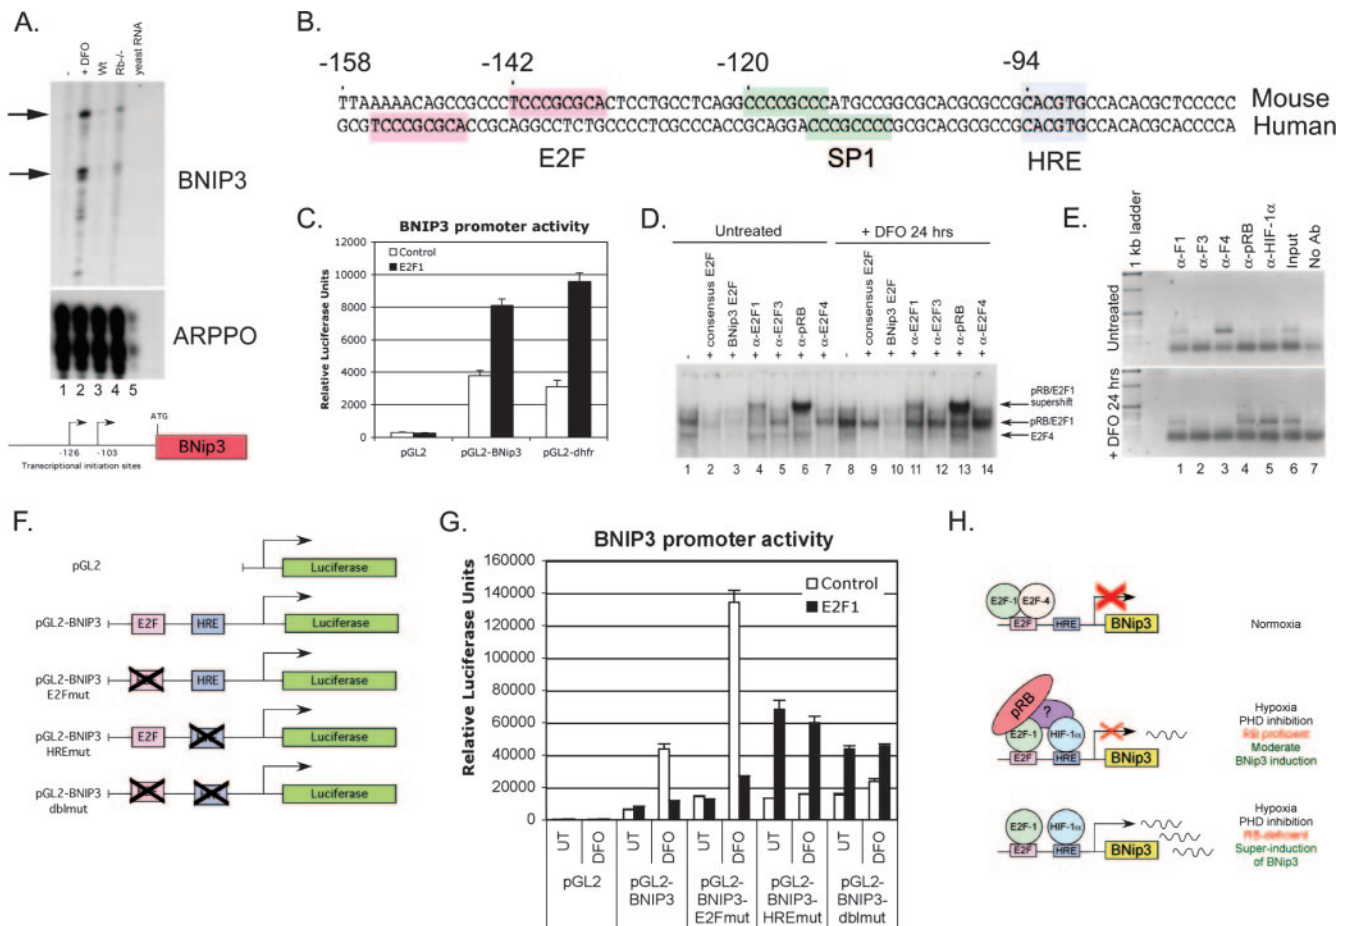 A.
-
+ DFO
Wt
Rb-/-
yeast RNA
BNIP3
ARPPO
1 2 3 4 5
ATG
BNip3
-126 -103
Transcriptional initiation sites
B.
-158 -142 -120 -94
TTAAAAACAGCCGCCCTCCCGCGCACTCCTGCCTCAGGCCCCGCCCATGCCGGCGCACGCGCCGCACGTGCCACACGCTCCCCC Mouse
GCGTCCCGCGCACCGCAGGCCTCTGCCCCTCGCCCACCGCAGGACCCGCCCCGCGCACGCGCCGCACGTGCCACACGCACCCCA Human
E2F SP1 HRE
C.
BNIP3 promoter activity
Relative Luciferase Units
12000
10000
8000
6000
4000
2000
0
Control
E2F1
pGL2 pGL2-BNip3 pGL2-dhfr
D.
Untreated + DFO 24 hrs
-
+ consensus E2F
+ BNip3 E2F
+ α-E2F1
+ α-E2F3
+ α-pRB
+ α-E2F4
-
+ consensus E2F
+ BNip3 E2F
+ α-E2F1
+ α-E2F3
+ α-pRB
+ α-E2F4
pRB/E2F1
supershift
pRB/E2F1
E2F4
1 2 3 4 5 6 7 8 9 10 11 12 13 14
E.
1 kb ladder
α-F1
α-F3
α-F4
α-pRB
α-HIF-1α
Input
No Ab
Untreated
+ DFO 24 hrs
1 2 3 4 5 6 7
F.
pGL2
Luciferase
pGL2-BNIP3
E2F HRE Luciferase
pGL2-BNIP3
E2Fmut
HRE Luciferase
pGL2-BNIP3
HREmut
E2F Luciferase
pGL2-BNIP3
dblmut
Luciferase
G.
BNIP3 promoter activity
Relative Luciferase Units
160000
140000
120000
100000
80000
60000
40000
20000
0
Control
E2F1
UT DFO UT DFO UT DFO UT DFO UT DFO
pGL2
pGL2-
BNIP3
pGL2-
BNIP3-
E2Fmut
pGL2-
BNIP3-
HREmut
pGL2-
BNIP3-
dblmut
H.
E2F-1 E2F-4
E2F HRE BNip3
Normoxia
pRB ?
E2F-1 HIF-1α
E2F HRE BNip3
Hypoxia
PHD inhibition
RB proficient
Moderate
BNip3 induction
E2F-1 HIF-1α
E2F HRE BNip3
Hypoxia
PHD inhibition
RB-deficient
Super-induction
of BNip3